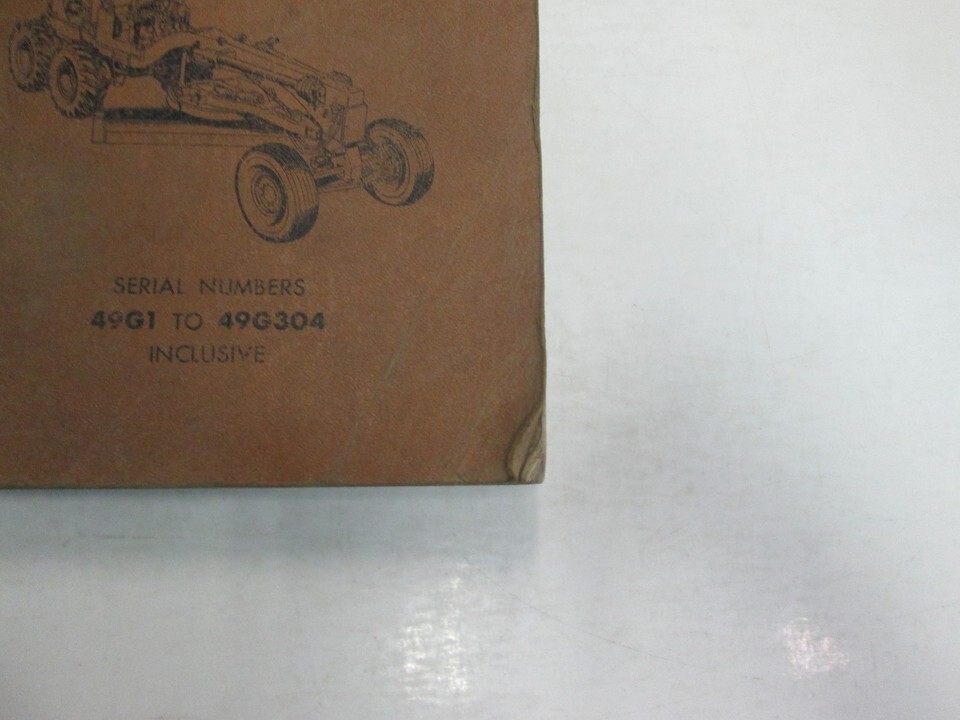 SERIAL NUMBERS
49G1 TO 49G304
INCLUSIVE